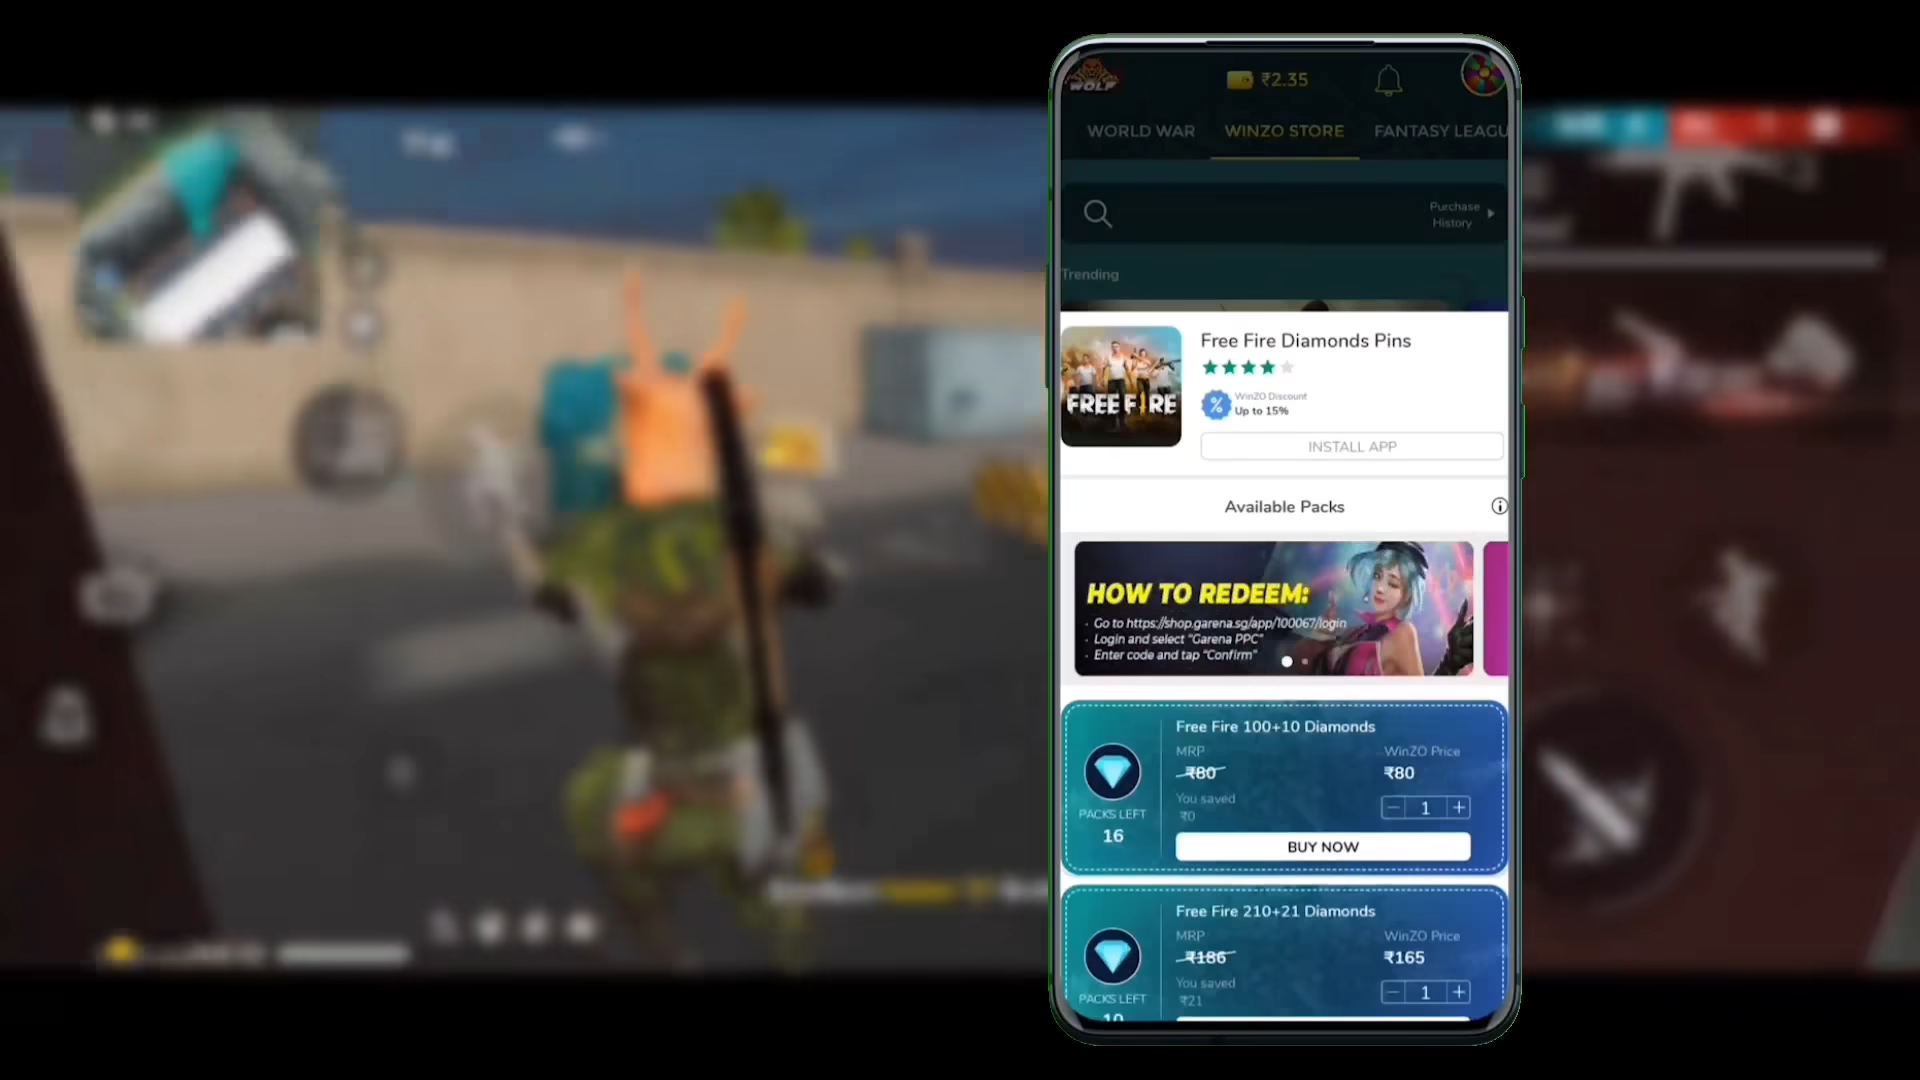 WOLF
₹2.35
WORLD WAR
WINZO STORE
FANTASY LEAGU
Purchase
History
Trending
Free Fire Diamonds Pins
FREE FIRE
WinZO Discount
Up to 15%
INSTALL APP
Available Packs
HOW TO REDEEM:
· Go to https://shop.garena.sg/app/100067/login
· Login and select "Garena PPC"
· Enter code and tap "Confirm"
Free Fire 100+10 Diamonds
MRP
WinZO Price
₹80
₹80
You saved
₹0
1
PACKS LEFT
16
BUY NOW
Free Fire 210+21 Diamonds
MRP
WinZO Price
₹186
₹165
You saved
₹21
1
PACKS LEFT
10